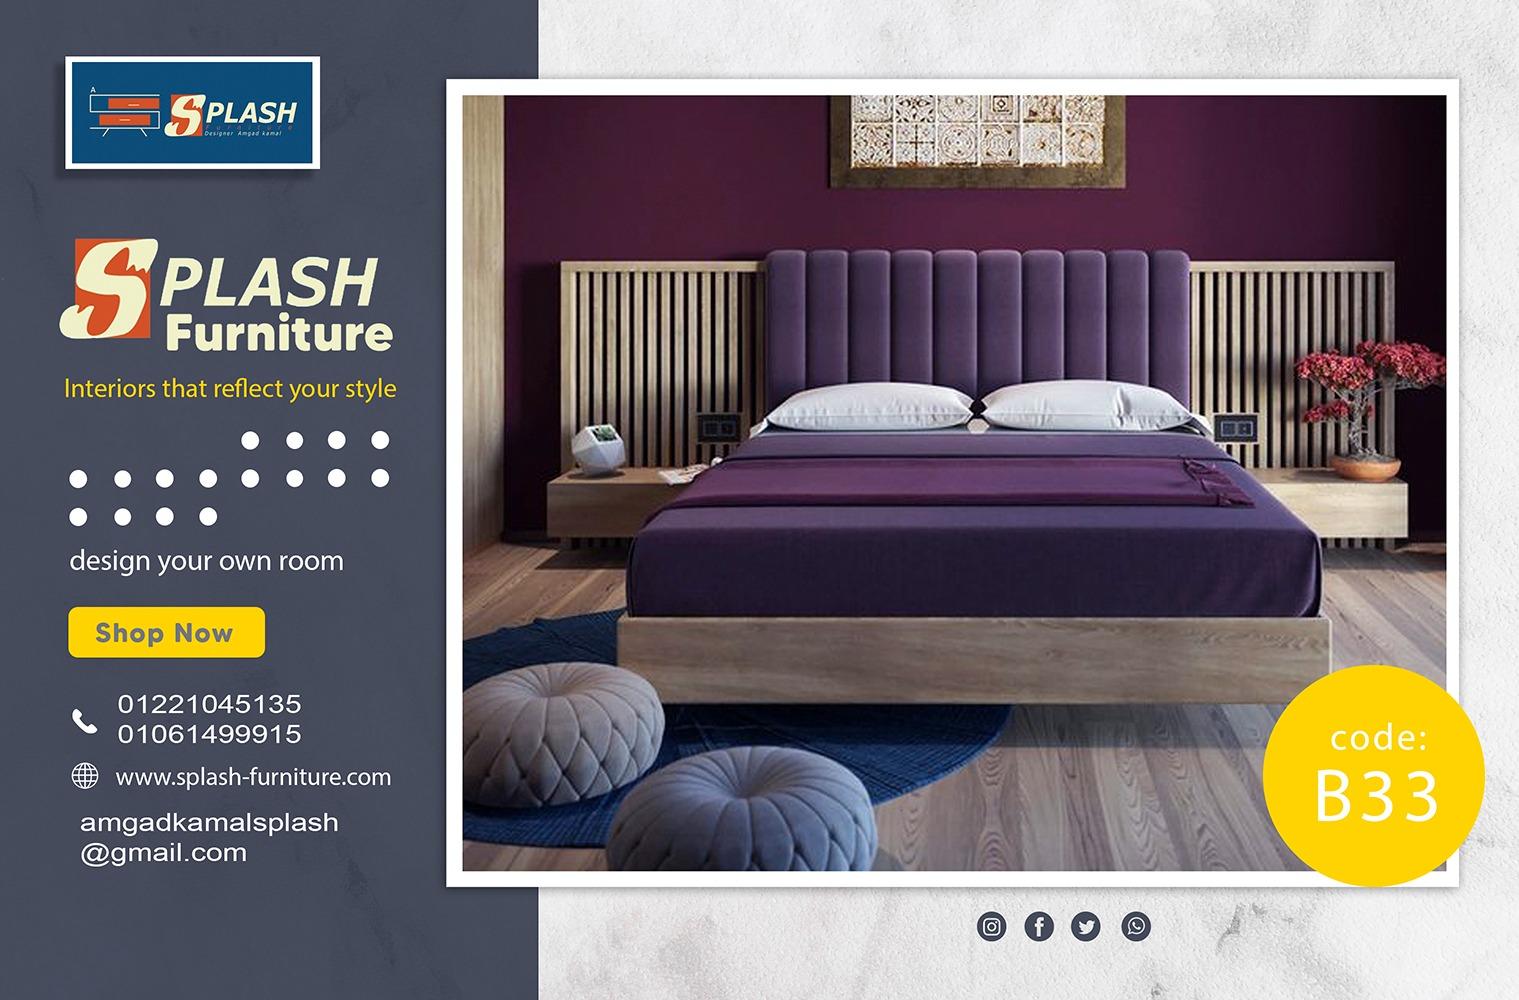 A
SPLASH
Furniture
Designer Amgad kamal
SPLASH
Furniture
Interiors that reflect your style
design your own room
Shop Now
01221045135
01061499915
www.splash-furniture.com
amgadkamalsplash
@gmail.com
code:
B33